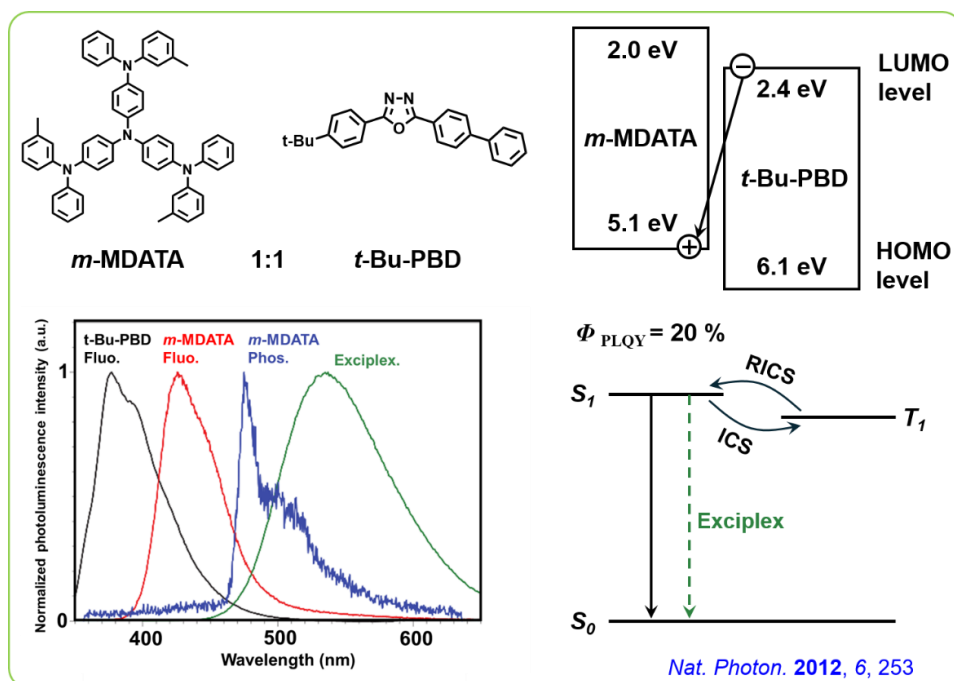 N
N
N
N
N N
O
t-Bu
m-MDATA 1:1 t-Bu-PBD
2.0 eV
m-MDATA
5.1 eV
+
−
2.4 eV
t-Bu-PBD
6.1 eV
LUMO
level
HOMO
level
Normalized photoluminescence intensity (a.u.)
1
0
t-Bu-PBD
Fluo.
m-MDATA
Fluo.
m-MDATA
Phos.
Exciplex.
400 500 600
Wavelength (nm)
Φ PLQY = 20 %
S1
RICS
ICS
T1
Exciplex
S0
Nat. Photon. 2012, 6, 253